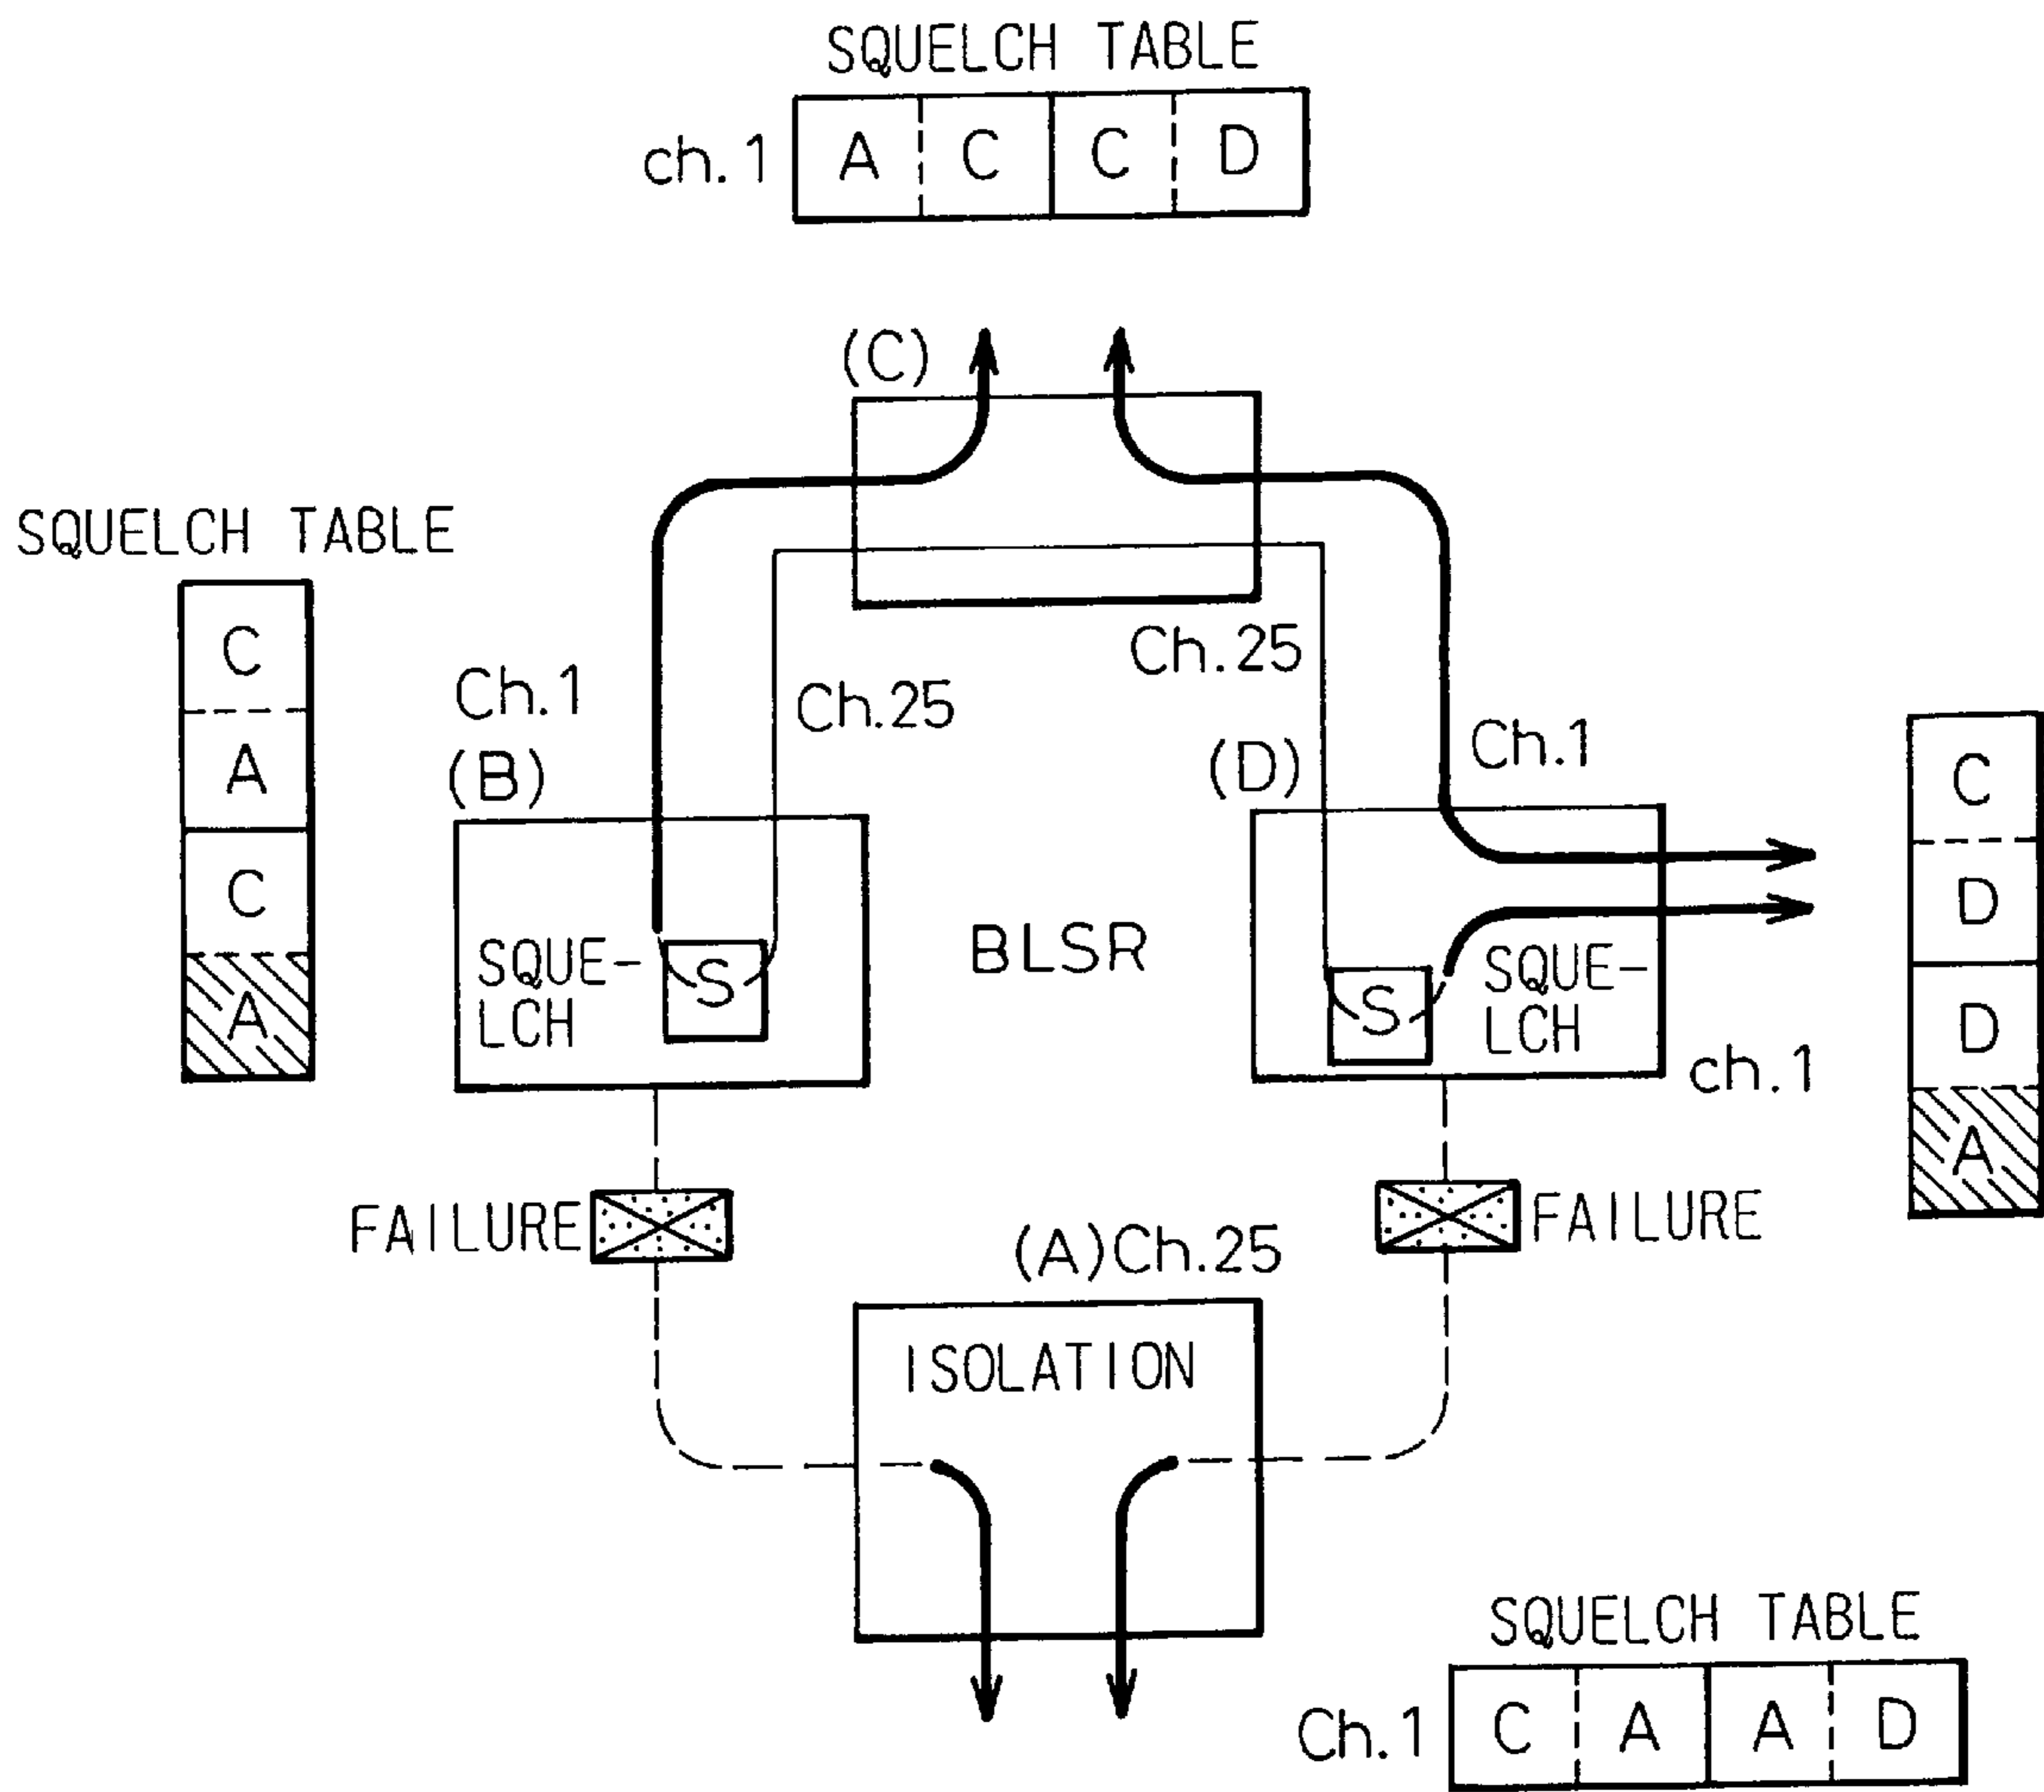 SQUELCH TABLE
ch.1 A C C D
(C)
SQUELCH TABLE
C
A
C
A
Ch.1
Ch.25
Ch.25
Ch.1
(B)
(D)
C
D
D
A
SQUE-
LCH
S
BLSR
S
SQUE-
LCH
ch.1
FAILURE
FAILURE
(A) Ch.25
ISOLATION
SQUELCH TABLE
Ch.1 C A A D